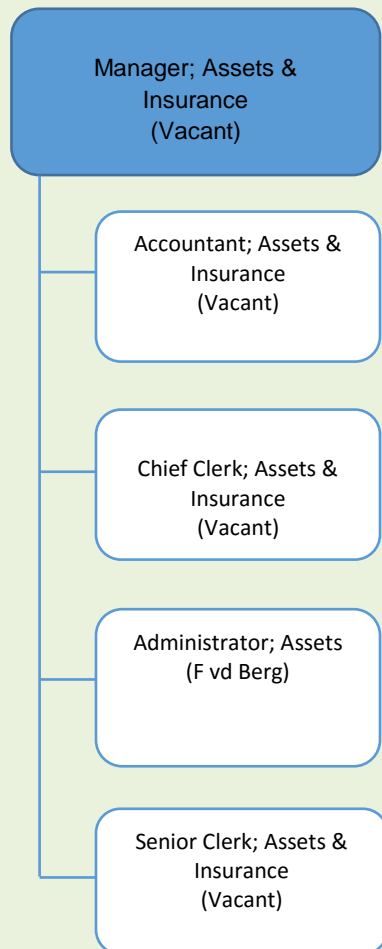 Manager; Assets &
Insurance
(Vacant)
Accountant; Assets &
Insurance
(Vacant)
Chief Clerk; Assets &
Insurance
(Vacant)
Administrator; Assets
(F vd Berg)
Senior Clerk; Assets &
Insurance
(Vacant)